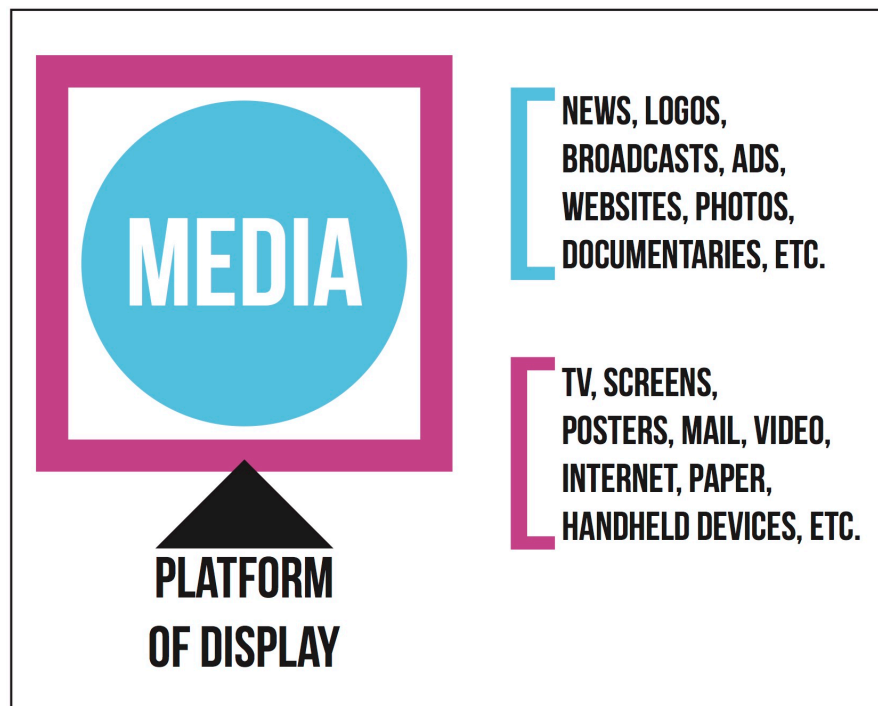 MEDIA
PLATFORM
OF DISPLAY
NEWS, LOGOS,
BROADCASTS, ADS,
WEBSITES, PHOTOS,
DOCUMENTARIES, ETC.
TV, SCREENS,
POSTERS, MAIL, VIDEO,
INTERNET, PAPER,
HANDHELD DEVICES, ETC.